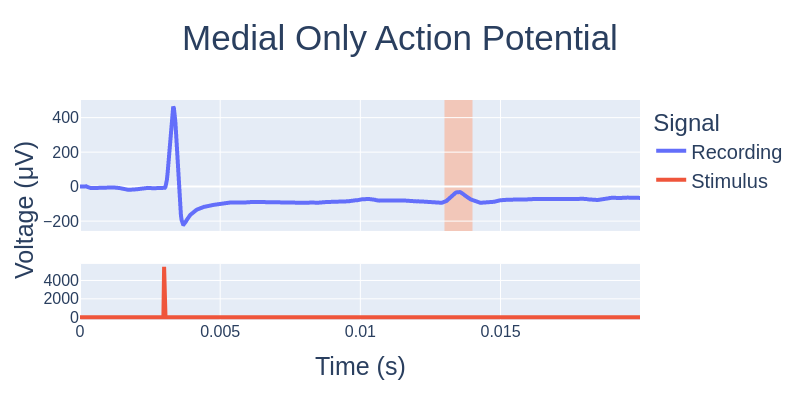 Medial Only Action Potential
Voltage (μV)
400
200
0
−200
4000
2000
0
0
0.005
0.01
0.015
Time (s)
Signal
Recording
Stimulus